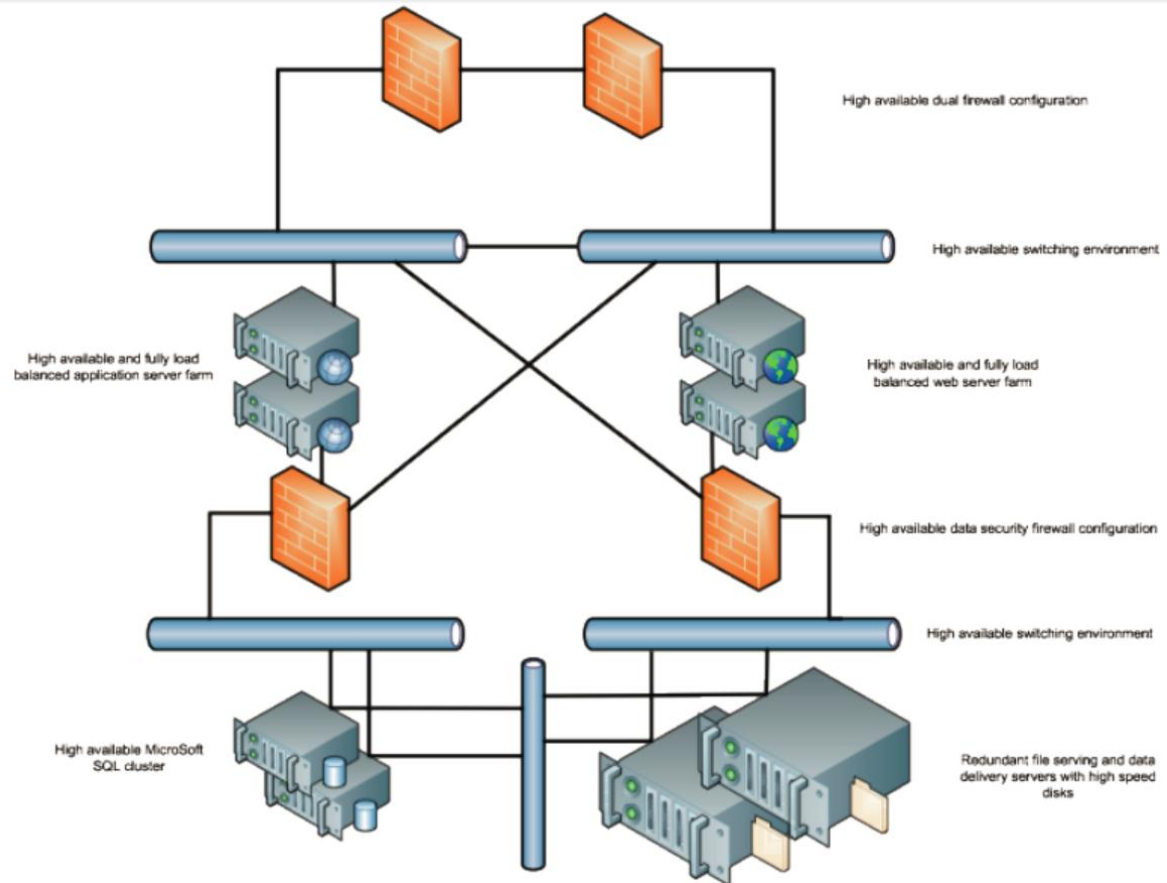 High available dual firewall configuration
High available switching environment
High available and fully load
balanced application server farm
High available and fully load
balanced web server farm
High available data security firewall configuration
High available switching environment
High available MicroSoft
SQL cluster
Redundant file serving and data
delivery servers with high speed
disks